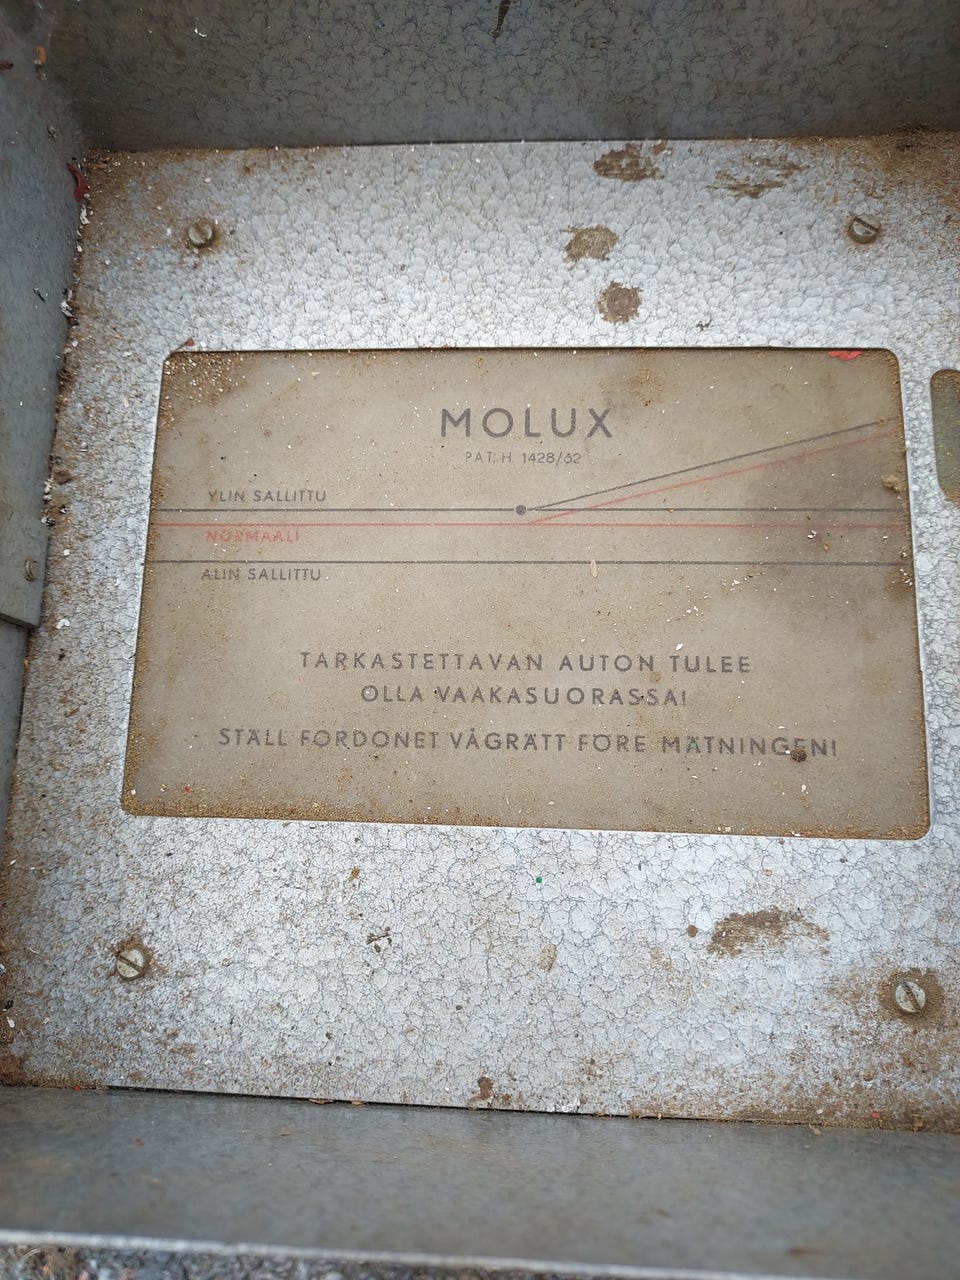 MOLUX
PAT. H. 1428/62
YLIN SALLITTU
NORMAALI
ALIN SALLITTU
TARKASTETTAVAN AUTON TULEE
OLLA VAAKASUORASSA!
STÄLL FORDONET VÅGRÄTT FÖRE MÄTNINGEN!